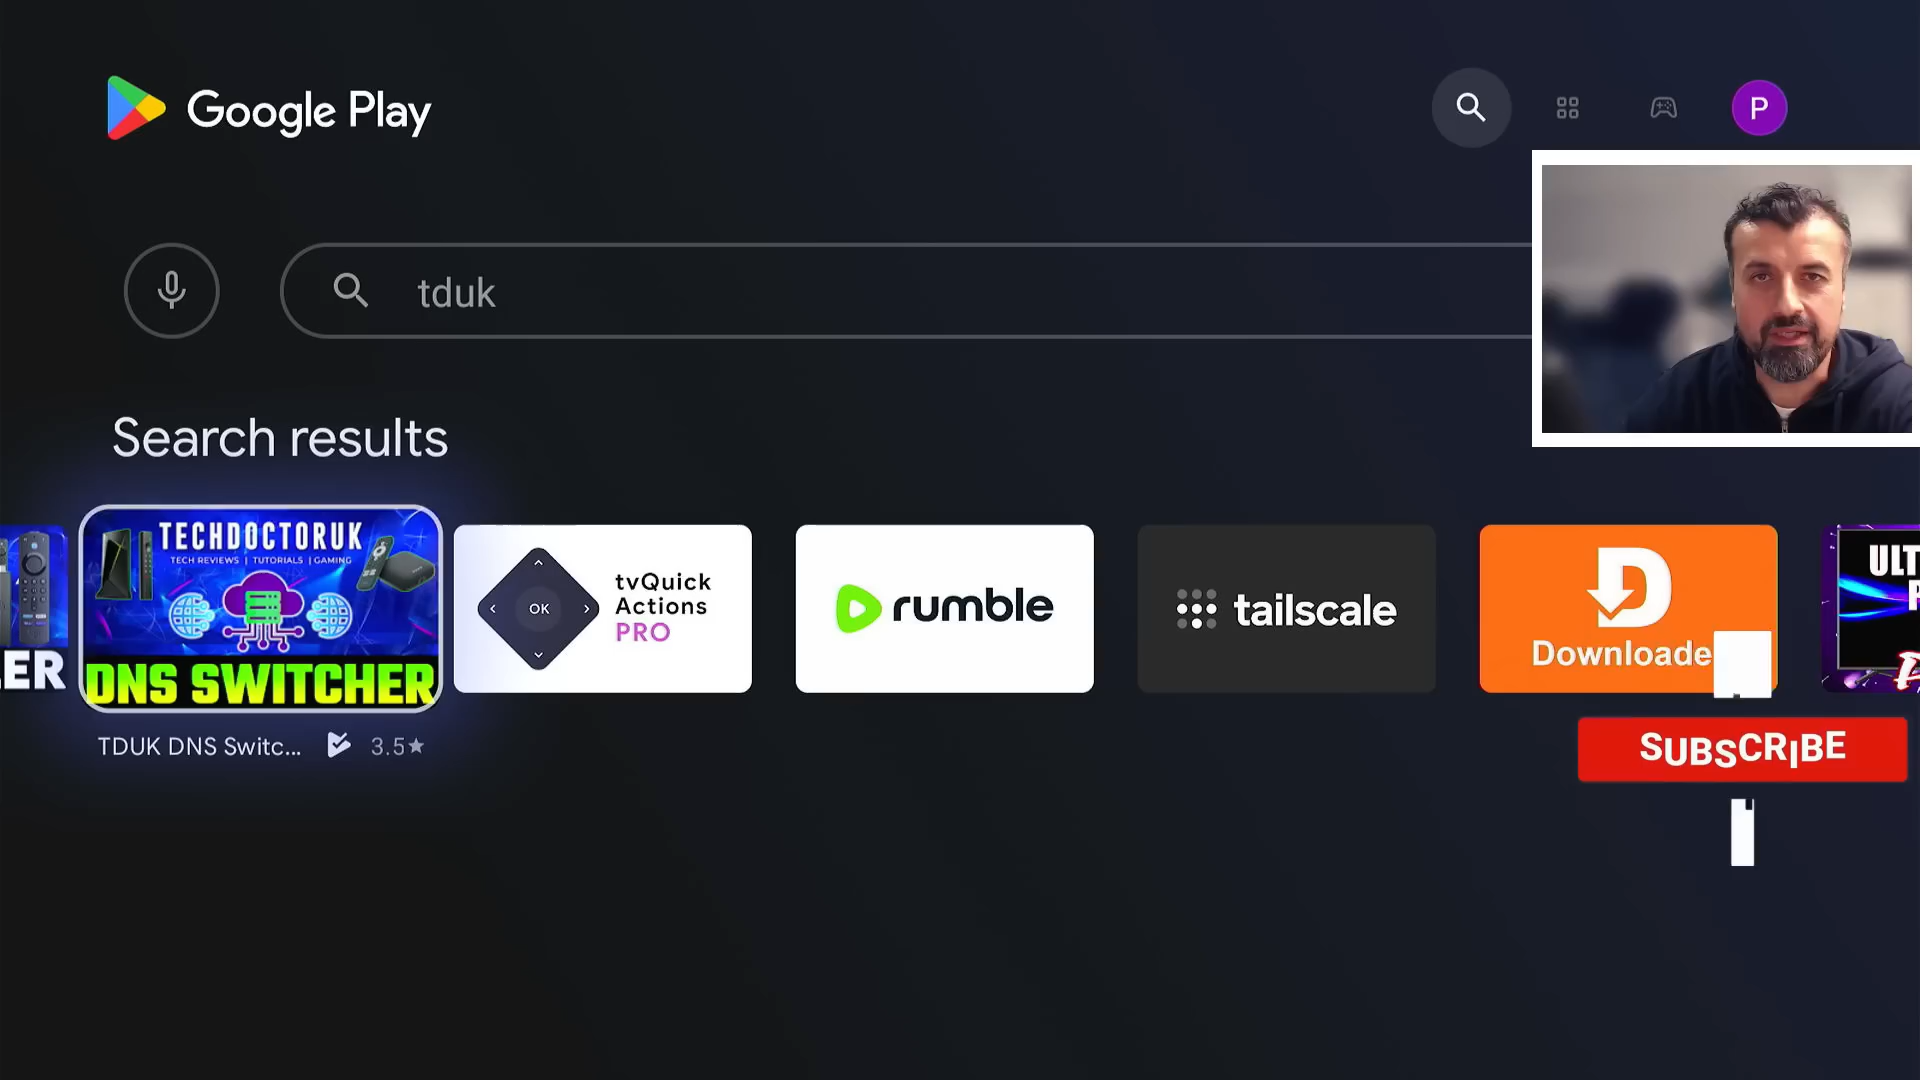 Google Play
P
tduk
Search results
ER
TECHDOCTORUK
TECH REVIEWS | TUTORIALS | GAMING
DNS SWITCHER
OK
tvQuick
Actions
PRO
rumble
tailscale
D
Downloade
ULT
TDUK DNS Switc...
3.5★
SUBSCRIBE